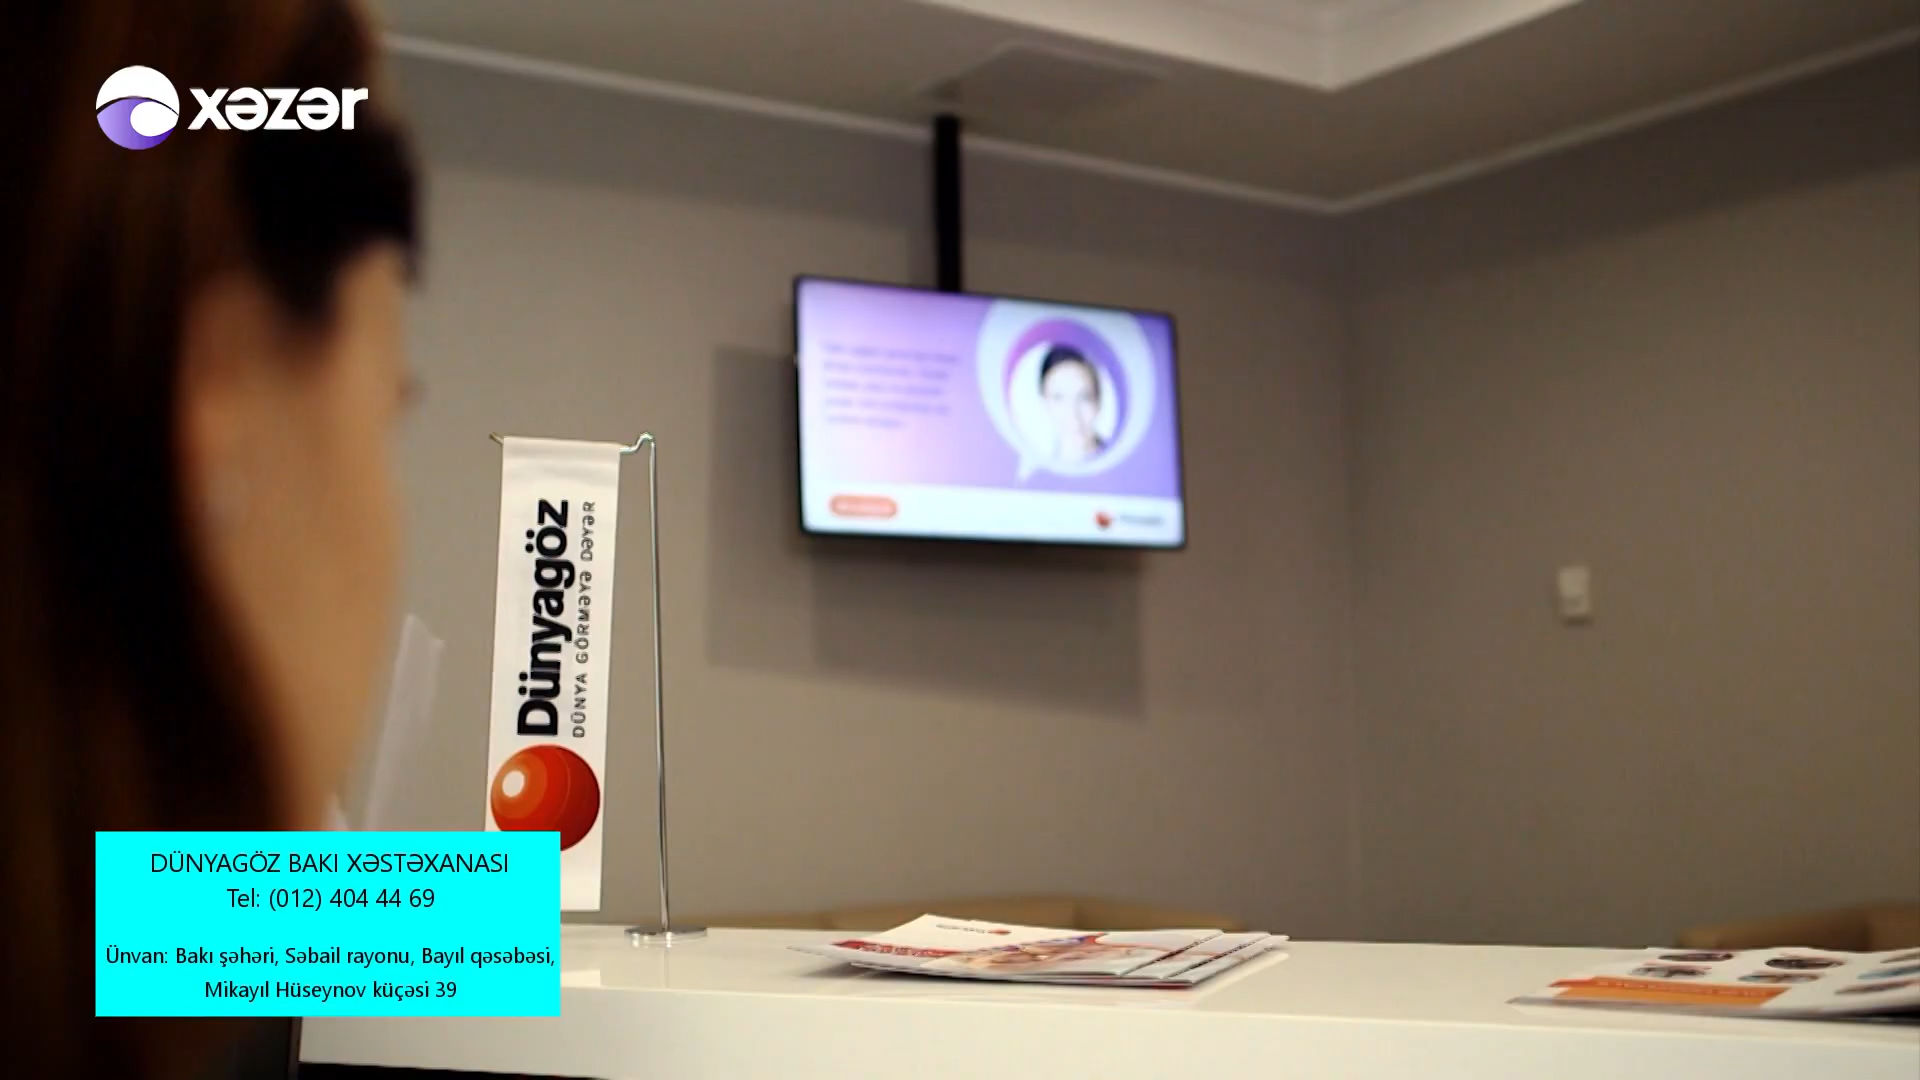 xəzər
Dünyagöz
DÜNYA GÖRMƏYƏ DƏYƏR
DÜNYAGÖZ BAKI XƏSTƏXANASI
Tel: (012) 404 44 69
Ünvan: Bakı şəhəri, Səbail rayonu, Bayıl qəsəbəsi,
Mikayıl Hüseynov küçəsi 39